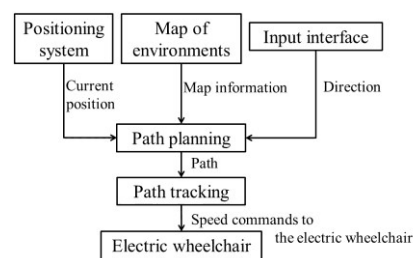 Positioning
system
Map of
environments
Input interface
Current
position
Map information
Direction
Path planning
Path
Path tracking
Speed commands to
the electric wheelchair
Electric wheelchair